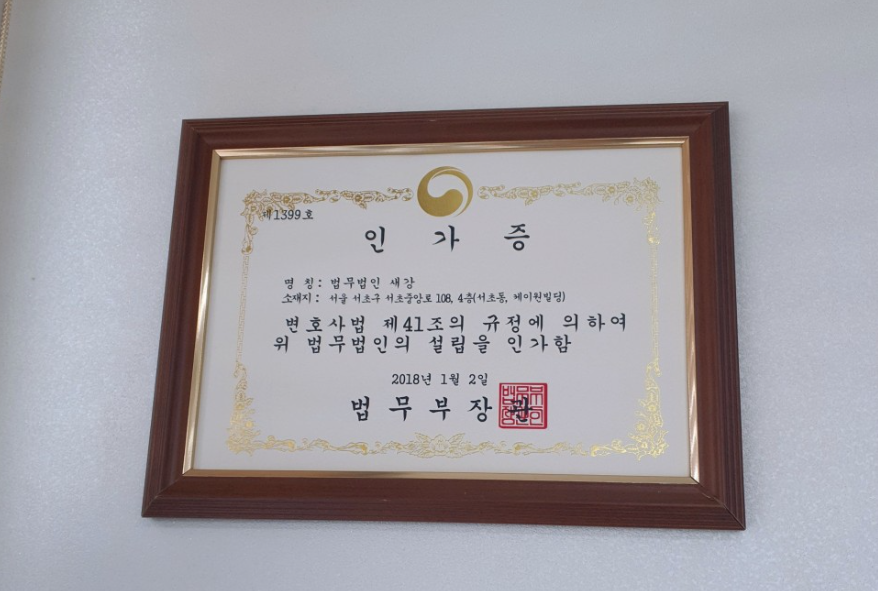 제1399호
인 가 증
명 칭 : 법무법인 새강
소재지 : 서울 서초구 서초중앙로 108, 4층(서초동, 케이원빌딩)
변호사법 제41조의 규정에 의하여
위 법무법인의 설립을 인가함
2018년 1월 2일
법 무 부 장 관